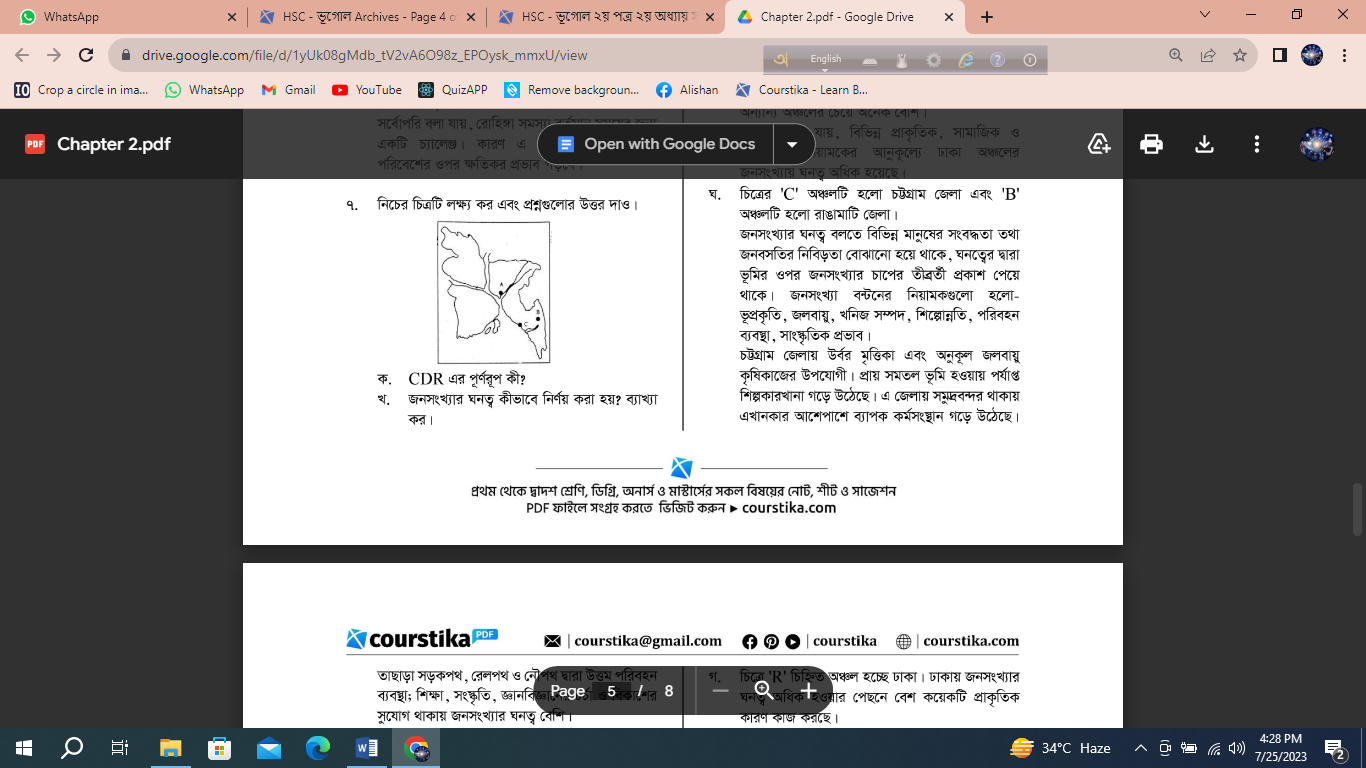 WhatsApp
HSC - ভূগোল Archives - Page 4 o
HSC - ভূগোল ২য় পত্র ২য় অধ্যায় স
Chapter 2.pdf - Google Drive
drive.google.com/file/d/1yUk08gMdb_tV2vA6O98z_EPOysk_mmxU/view
অ
English
Crop a circle in ima...
WhatsApp
Gmail
YouTube
QuizAPP
Remove backgroun...
Alishan
Courstika - Learn B...
PDF
Chapter 2.pdf
Open with Google Docs
সর্বোপরি বলা যায়, রোহিঙ্গা সমস্যা বর্তমান সময়ের জন্য
একটি চ্যালেঞ্জ। কারণ এ
পরিবেশের ওপর ক্ষতিকর প্রভাব পড়বে।
৭. নিচের চিত্রটি লক্ষ্য কর এবং প্রশ্নগুলোর উত্তর দাও।
A
B
C
ক. CDR এর পূর্ণরূপ কী?
খ. জনসংখ্যার ঘনত্ব কীভাবে নির্ণয় করা হয়? ব্যাখ্যা
কর।
অন্যান্য অঞ্চলের চেয়ে অনেক বেশি।
যায়, বিভিন্ন প্রাকৃতিক, সামাজিক ও
নিয়ামকের আনুকূল্যে ঢাকা অঞ্চলের
জনসংখ্যায় ঘনত্ব অধিক হয়েছে।
ঘ. চিত্রের 'C' অঞ্চলটি হলো চট্টগ্রাম জেলা এবং 'B'
অঞ্চলটি হলো রাঙামাটি জেলা।
জনসংখ্যার ঘনত্ব বলতে বিভিন্ন মানুষের সংবদ্ধতা তথা
জনবসতির নিবিড়তা বোঝানো হয়ে থাকে, ঘনত্বের দ্বারা
ভূমির ওপর জনসংখ্যার চাপের তীব্রতী প্রকাশ পেয়ে
থাকে। জনসংখ্যা বন্টনের নিয়ামকগুলো হলো-
ভূপ্রকৃতি, জলবায়ু, খনিজ সম্পদ, শিল্পোন্নতি, পরিবহন
ব্যবস্থা, সাংস্কৃতিক প্রভাব।
চট্টগ্রাম জেলায় উর্বর মৃত্তিকা এবং অনুকূল জলবায়ু
কৃষিকাজের উপযোগী। প্রায় সমতল ভূমি হওয়ায় পর্যাপ্ত
শিল্পকারখানা গড়ে উঠেছে। এ জেলায় সমুদ্রবন্দর থাকায়
এখানকার আশেপাশে ব্যাপক কর্মসংস্থান গড়ে উঠেছে।
প্রথম থেকে দ্বাদশ শ্রেণি, ডিগ্রি, অনার্স ও মাস্টার্সের সকল বিষয়ের নোট, শীট ও সাজেশন
PDF ফাইলে সংগ্রহ করতে ভিজিট করুন ► courstika.com
courstika PDF
| courstika@gmail.com
| courstika
| courstika.com
তাছাড়া সড়কপথ, রেলপথ ও নৌপথ দ্বারা উত্তম পরিবহন
ব্যবস্থা; শিক্ষা, সংস্কৃতি,
সুযোগ থাকায় জনসংখ্যার ঘনত্ব বেশি।
গ. চিত্রে 'R' চিহ্নিত অঞ্চল হচ্ছে ঢাকা। ঢাকায় জনসংখ্যার
ঘনত্ব অধিক হওয়ার পেছনে বেশ কয়েকটি প্রাকৃতিক
কারণ কাজ করছে।
Page 5 / 8
34°C Haze
4:28 PM
7/25/2023
2